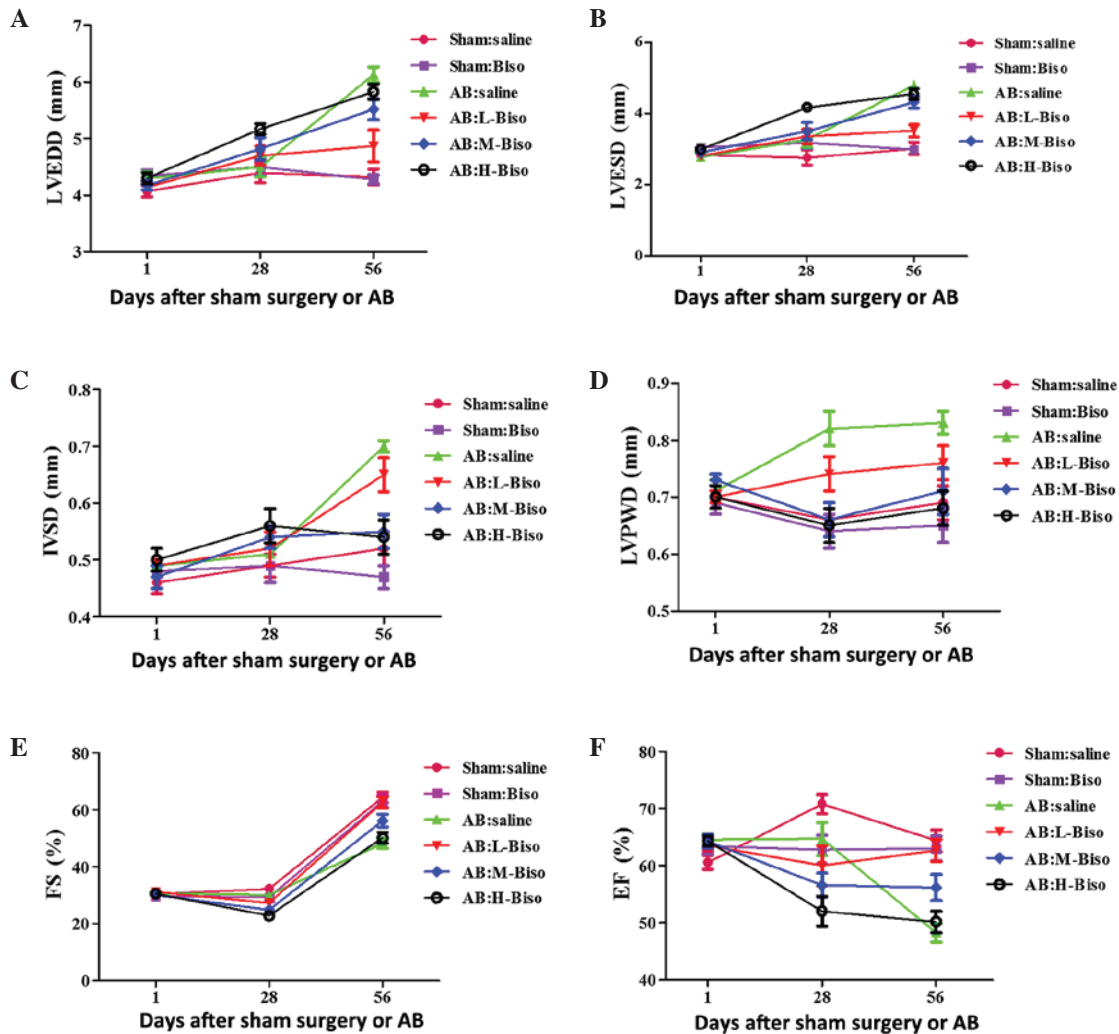 A
LVEDD (mm)
7
6
5
4
3
1
28
56
Days after sham surgery or AB
Sham:saline
Sham:Biso
AB:saline
AB:L-Biso
AB:M-Biso
AB:H-Biso
B
LVESD (mm)
6
4
2
0
1
28
56
Days after sham surgery or AB
Sham:saline
Sham:Biso
AB:saline
AB:L-Biso
AB:M-Biso
AB:H-Biso
C
IVSD (mm)
0.8
0.7
0.6
0.5
0.4
1
28
56
Days after sham surgery or AB
Sham:saline
Sham:Biso
AB:saline
AB:L-Biso
AB:M-Biso
AB:H-Biso
D
LVPWD (mm)
0.9
0.8
0.7
0.6
0.5
1
28
56
Days after sham surgery or AB
Sham:saline
Sham:Biso
AB:saline
AB:L-Biso
AB:M-Biso
AB:H-Biso
E
FS (%)
80
60
40
20
0
1
28
56
Days after sham surgery or AB
Sham:saline
Sham:Biso
AB:saline
AB:L-Biso
AB:M-Biso
AB:H-Biso
F
EF (%)
80
70
60
50
40
1
28
56
Days after sham surgery or AB
Sham:saline
Sham:Biso
AB:saline
AB:L-Biso
AB:M-Biso
AB:H-Biso